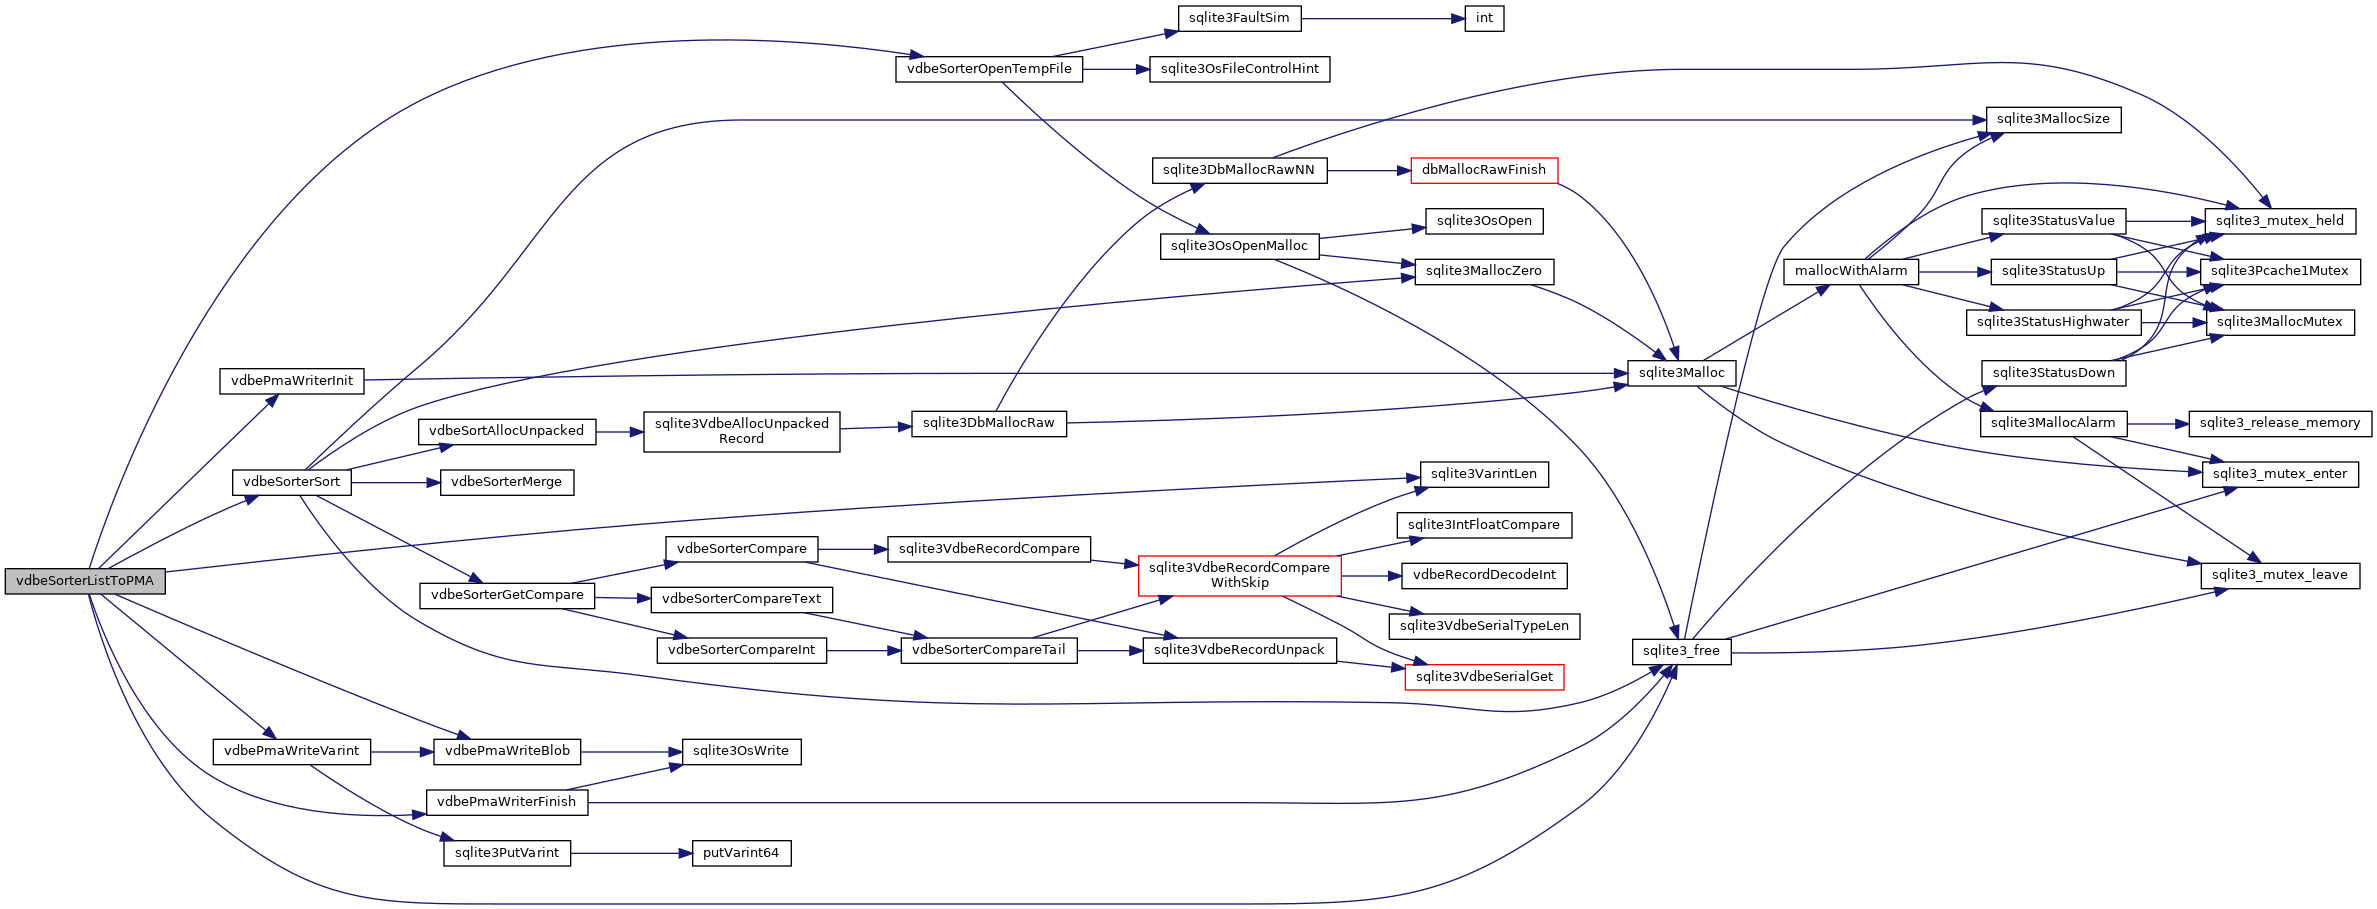 sqlite3FaultSim
int
vdbeSorterOpenTempFile
sqlite3OsFileControlHint
sqlite3MallocSize
sqlite3DbMallocRawNN
dbMallocRawFinish
sqlite3OsOpen
sqlite3StatusValue
sqlite3_mutex_held
sqlite3OsOpenMalloc
sqlite3MallocZero
mallocWithAlarm
sqlite3StatusUp
sqlite3Pcache1Mutex
sqlite3StatusHighwater
sqlite3MallocMutex
vdbePmaWriterInit
sqlite3Malloc
sqlite3StatusDown
vdbeSortAllocUnpacked
sqlite3VdbeAllocUnpacked
Record
sqlite3DbMallocRaw
sqlite3MallocAlarm
sqlite3_release_memory
vdbeSorterSort
vdbeSorterMerge
sqlite3VarintLen
sqlite3_mutex_enter
sqlite3IntFloatCompare
vdbeSorterCompare
sqlite3VdbeRecordCompare
vdbeSorterListToPMA
sqlite3VdbeRecordCompare
WithSkip
vdbeRecordDecodeInt
sqlite3_mutex_leave
vdbeSorterGetCompare
vdbeSorterCompareText
sqlite3VdbeSerialTypeLen
vdbeSorterCompareInt
vdbeSorterCompareTail
sqlite3VdbeRecordUnpack
sqlite3_free
sqlite3VdbeSerialGet
vdbePmaWriteVarint
vdbePmaWriteBlob
sqlite3OsWrite
vdbePmaWriterFinish
sqlite3PutVarint
putVarint64